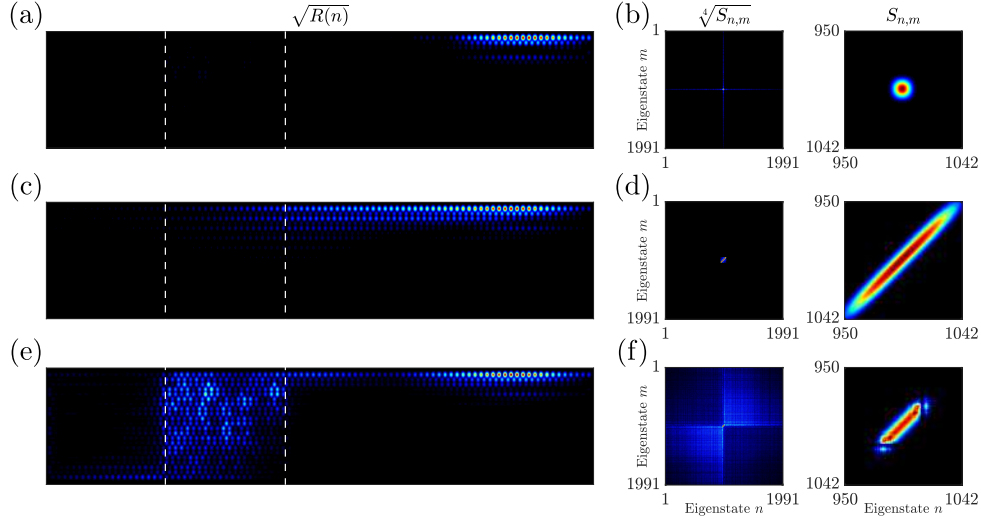 (a)
√R(n)
(b)
∜S_{n,m}
S_{n,m}
1
Eigenstate m
1991
1
1991
950
1042
950
1042
(c)
(d)
1
Eigenstate m
1991
1
1991
950
1042
950
1042
(e)
(f)
1
Eigenstate m
1991
1
1991
Eigenstate n
950
1042
950
1042
Eigenstate n